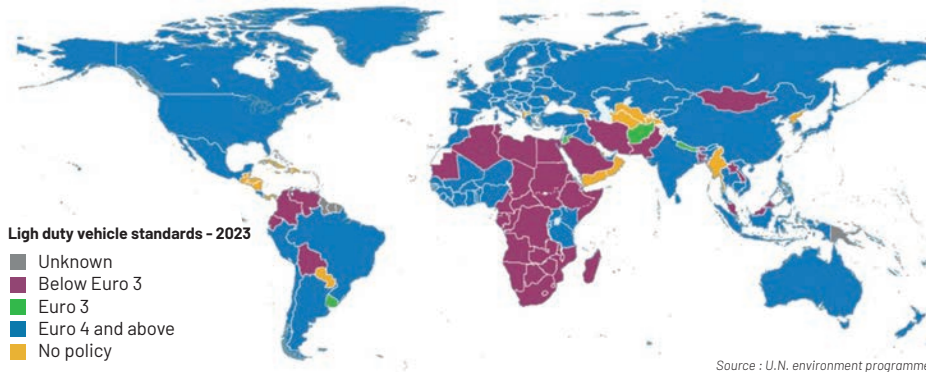 Ligh duty vehicle standards - 2023
Unknown
Below Euro 3
Euro 3
Euro 4 and above
No policy
Source : U.N. environment programme